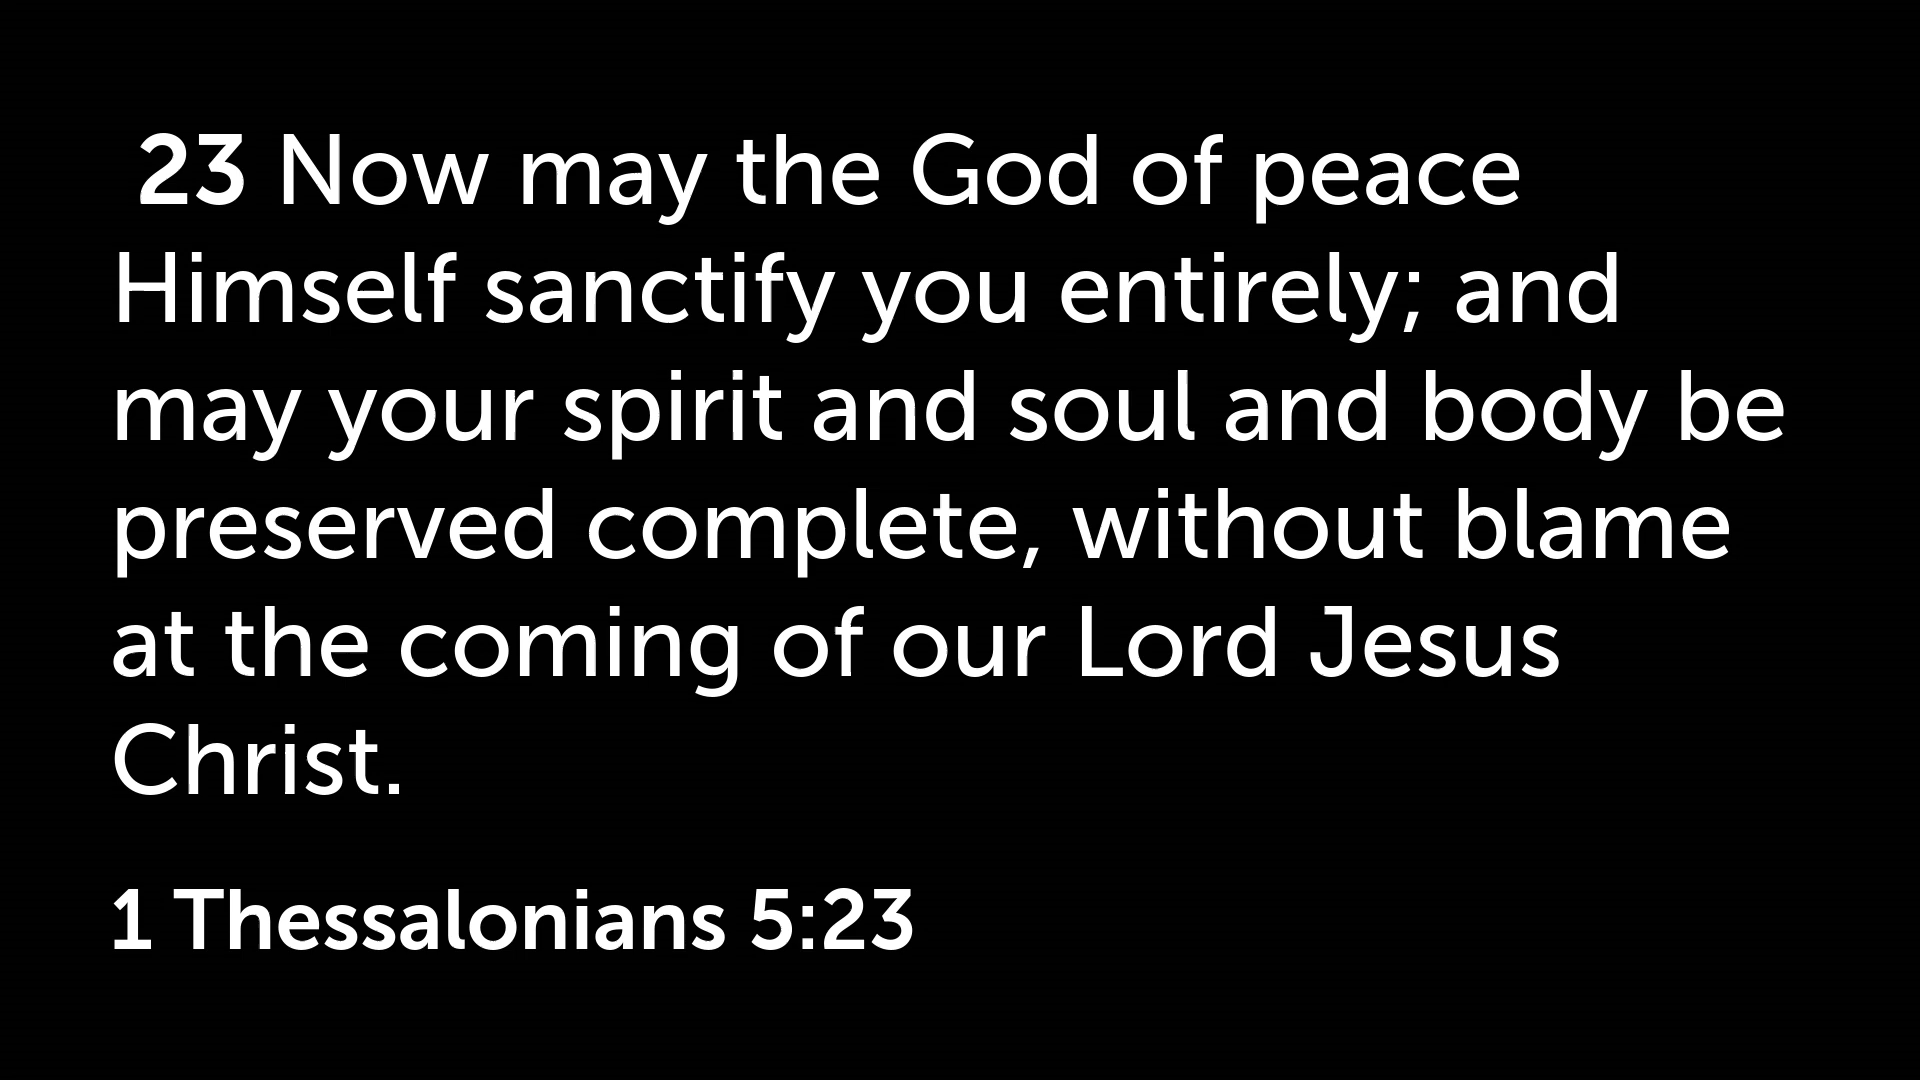 23 Now may the God of peace
Himself sanctify you entirely; and
may your spirit and soul and body be
preserved complete, without blame
at the coming of our Lord Jesus
Christ.
1 Thessalonians 5:23